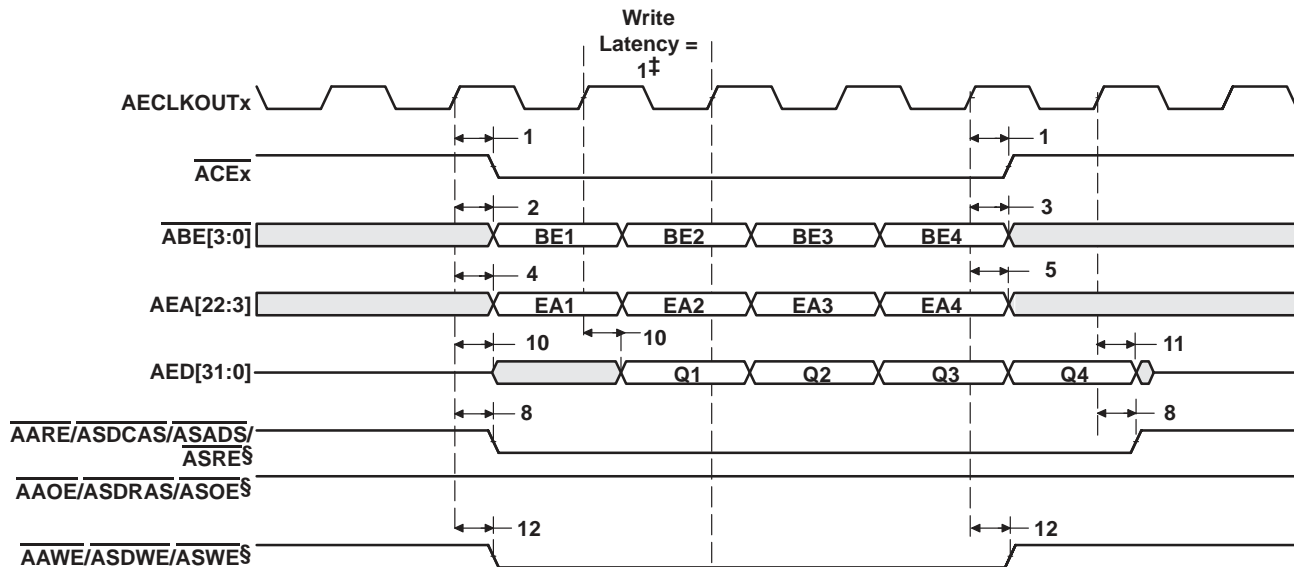 Write
Latency =
1‡
AECLKOUTx
1 1
ACEx
2 3
ABE[3:0] BE1 BE2 BE3 BE4
4 5
AEA[22:3] EA1 EA2 EA3 EA4
10 10 11
AED[31:0] Q1 Q2 Q3 Q4
8 8
AARE/ASDCAS/ASADS/
ASRE§
AAOE/ASDRAS/ASOE§
12 12
AAWE/ASDWE/ASWE§